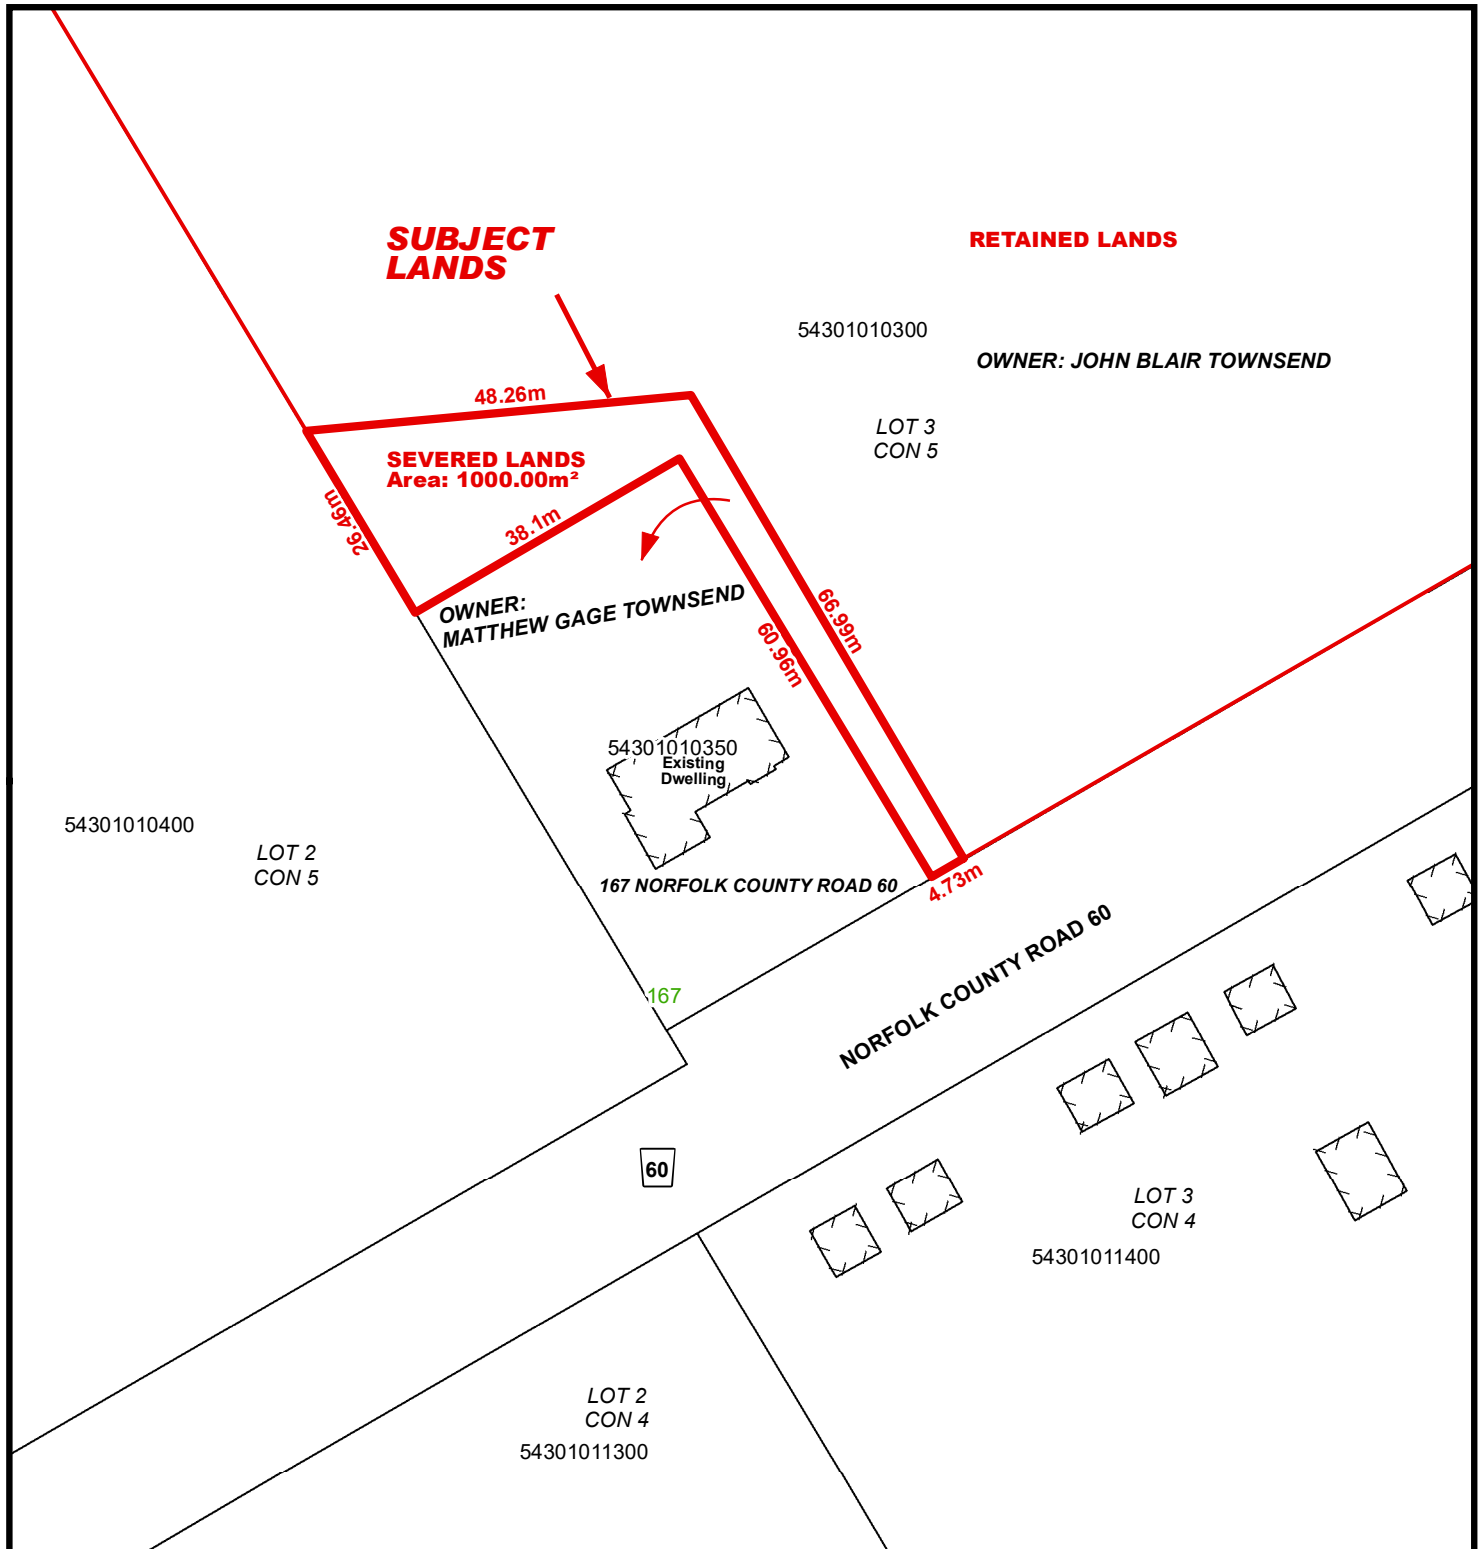 SUBJECT
LANDS
RETAINED LANDS
54301010300
OWNER: JOHN BLAIR TOWNSEND
48.26m
LOT 3
CON 5
SEVERED LANDS
Area: 1000.00m²
26.46m
38.1m
OWNER:
MATTHEW GAGE TOWNSEND
66.99m
60.96m
54301010350
Existing
Dwelling
54301010400
LOT 2
CON 5
167 NORFOLK COUNTY ROAD 60
4.73m
NORFOLK COUNTY ROAD 60
167
60
LOT 3
CON 4
54301011400
LOT 2
CON 4
54301011300